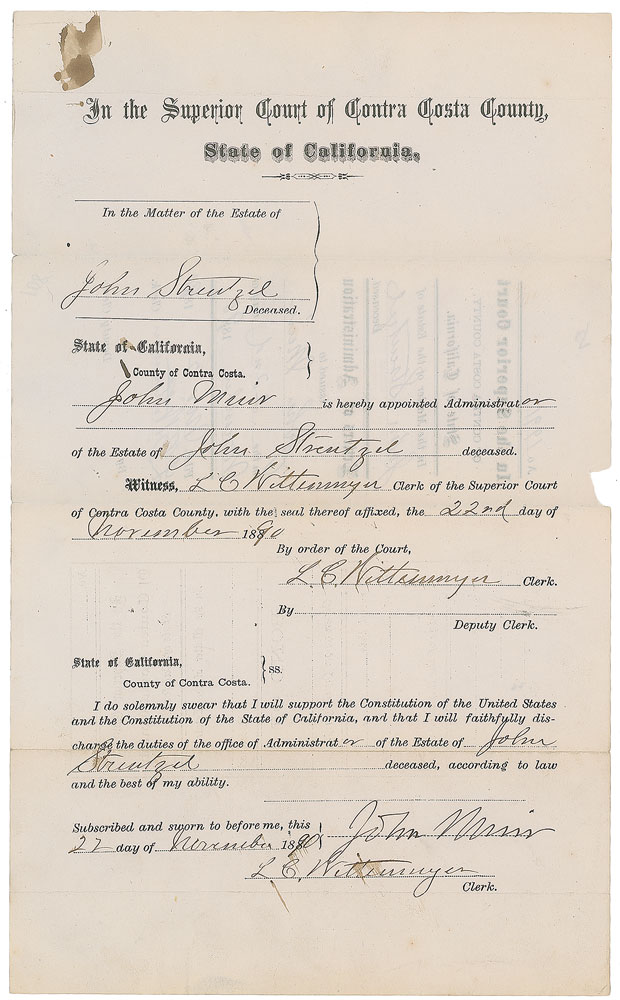 In the Superior Court of Contra Costa County,
State of California.
In the Matter of the Estate of
John Strentzel
Deceased.
State of California,
County of Contra Costa.
John Muir is hereby appointed Administrator
of the Estate of John Strentzel deceased.
Witness, L C Wittenmyer Clerk of the Superior Court
of Contra Costa County, with the seal thereof affixed, the 22nd day of
November 1890
By order of the Court,
L. C. Wittenmyer Clerk.
By
Deputy Clerk.
State of California,
County of Contra Costa. } SS.
I do solemnly swear that I will support the Constitution of the United States
and the Constitution of the State of California, and that I will faithfully dis-
charge the duties of the office of Administrator of the Estate of John
Strentzel deceased, according to law
and the best of my ability.
Subscribed and sworn to before me, this } John Muir
22 day of November 1890
L. C. Wittenmyer
Clerk.